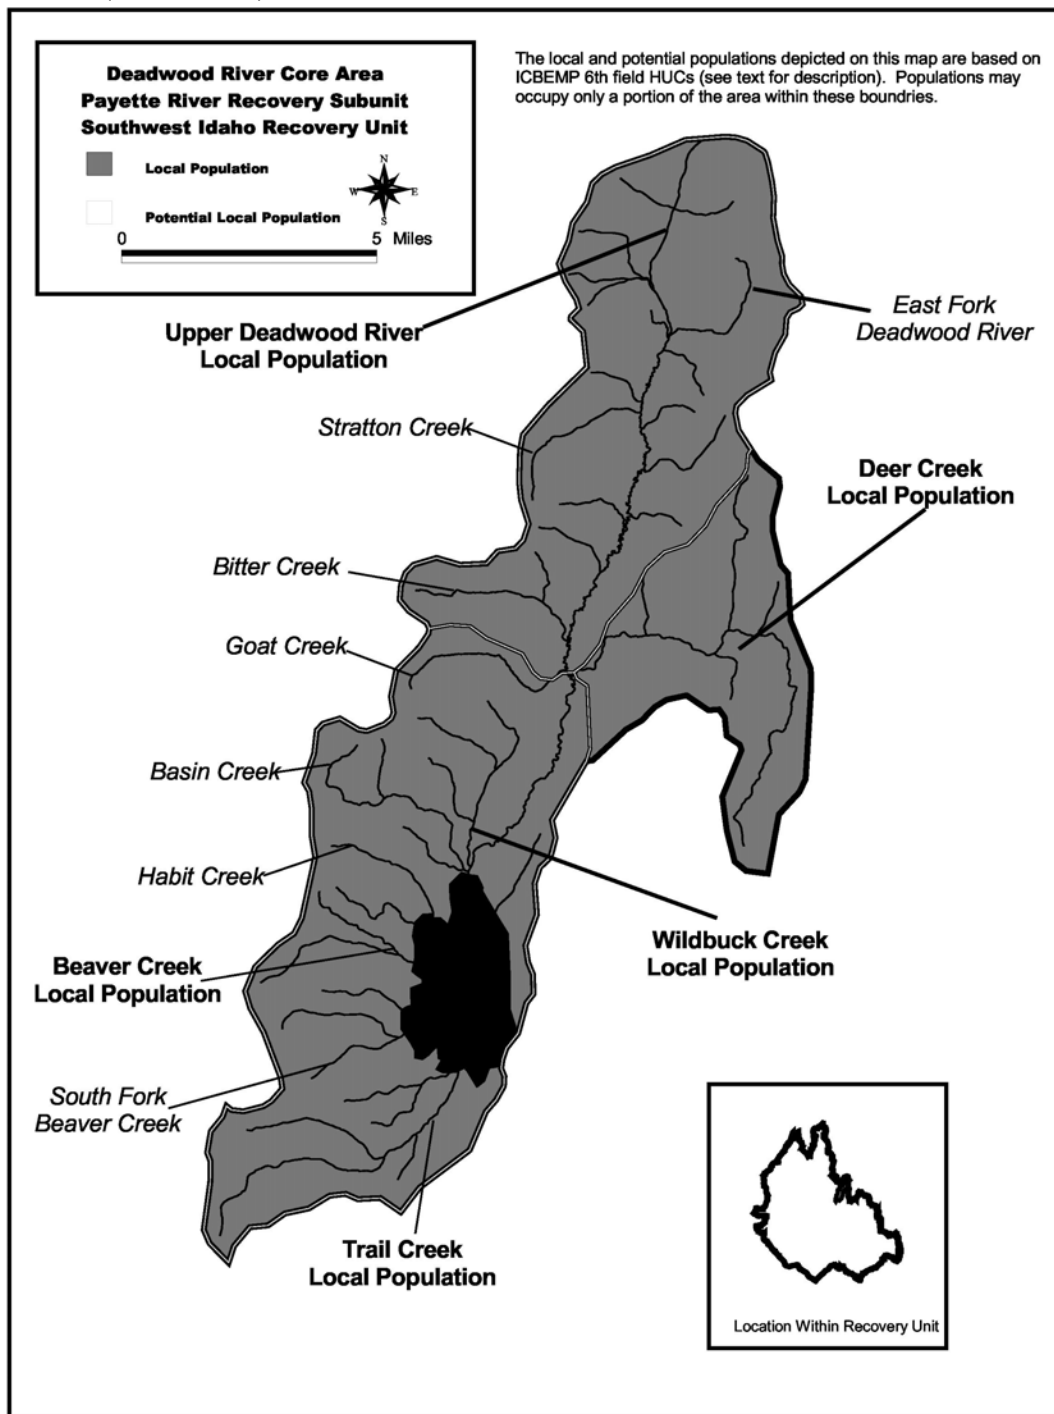 Deadwood River Core Area
Payette River Recovery Subunit
Southwest Idaho Recovery Unit
Local Population
Potential Local Population
N
W
E
S
0
5 Miles
The local and potential populations depicted on this map are based on
ICBEMP 6th field HUCs (see text for description). Populations may
occupy only a portion of the area within these boundries.
Upper Deadwood River
Local Population
East Fork
Deadwood River
Stratton Creek
Deer Creek
Local Population
Bitter Creek
Goat Creek
Basin Creek
Habit Creek
Beaver Creek
Local Population
Wildbuck Creek
Local Population
South Fork
Beaver Creek
Trail Creek
Local Population
Location Within Recovery Unit